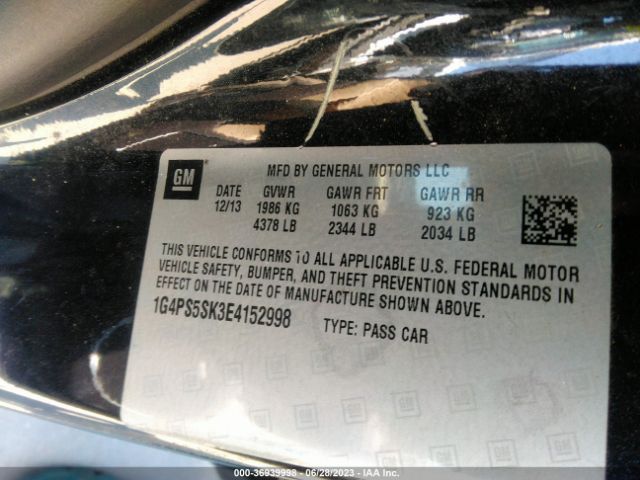 GM
MFD BY GENERAL MOTORS LLC
DATE GVWR GAWR FRT GAWR RR
12/13 1986 KG 1063 KG 923 KG
4378 LB 2344 LB 2034 LB
THIS VEHICLE CONFORMS TO ALL APPLICABLE U.S. FEDERAL MOTOR
VEHICLE SAFETY, BUMPER, AND THEFT PREVENTION STANDARDS IN
EFFECT ON THE DATE OF MANUFACTURE SHOWN ABOVE.
1G4PS5SK3E4152998 TYPE: PASS CAR
000-36939998 - 06/28/2023 - IAA Inc.